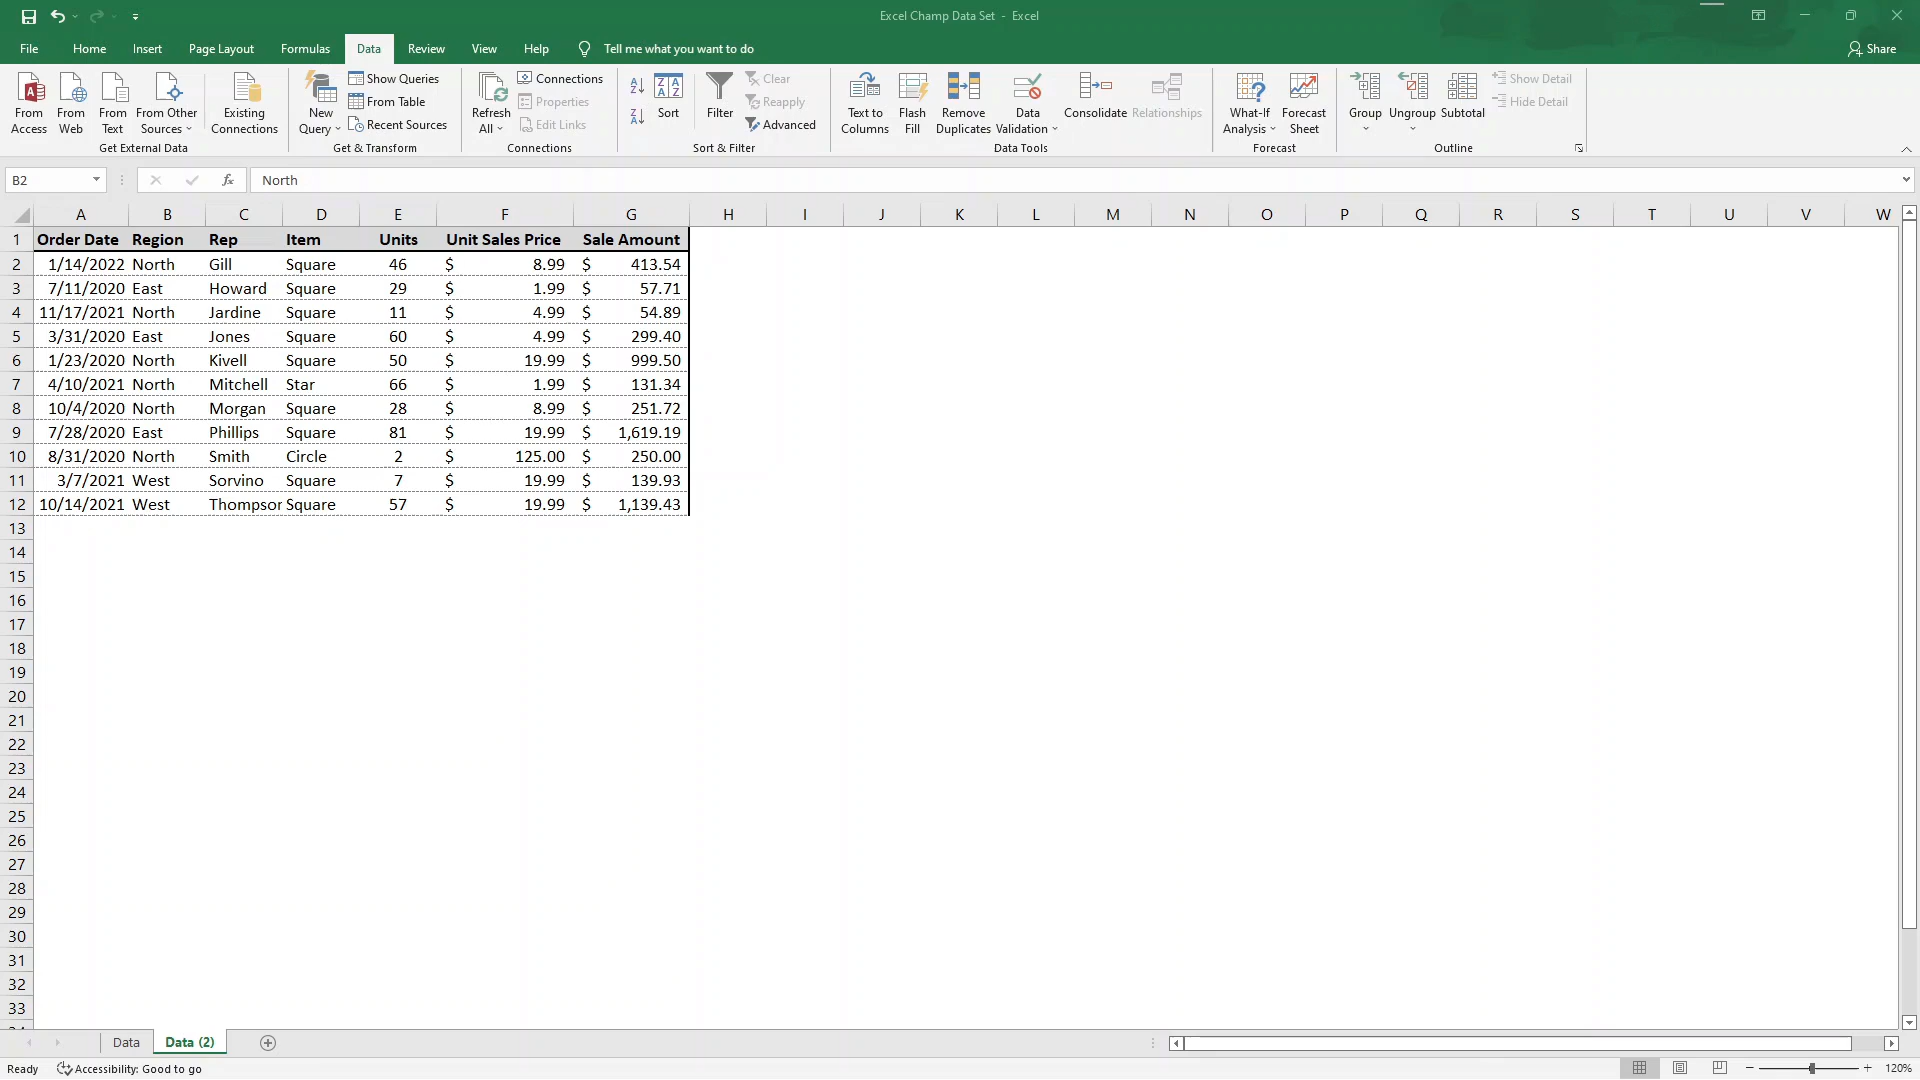 Excel Champ Data Set - Excel
File Home Insert Page Layout Formulas Data Review View Help Tell me what you want to do Share
From Access
From Web
From Text
From Other Sources
Existing Connections
Get External Data
New Query
Show Queries
From Table
Recent Sources
Get & Transform
Refresh All
Connections
Properties
Edit Links
Connections
Sort
Filter
Clear
Reapply
Advanced
Sort & Filter
Text to Columns
Flash Fill
Remove Duplicates
Data Validation
Consolidate
Relationships
Data Tools
What-If Analysis
Forecast Sheet
Forecast
Group
Ungroup
Subtotal
Show Detail
Hide Detail
Outline
B2 fx North
A B C D E F G H I J K L M N O P Q R S T U V W
1 Order Date Region Rep Item Units Unit Sales Price Sale Amount
2 1/14/2022 North Gill Square 46 $ 8.99 $ 413.54
3 7/11/2020 East Howard Square 29 $ 1.99 $ 57.71
4 11/17/2021 North Jardine Square 11 $ 4.99 $ 54.89
5 3/31/2020 East Jones Square 60 $ 4.99 $ 299.40
6 1/23/2020 North Kivell Square 50 $ 19.99 $ 999.50
7 4/10/2021 North Mitchell Star 66 $ 1.99 $ 131.34
8 10/4/2020 North Morgan Square 28 $ 8.99 $ 251.72
9 7/28/2020 East Phillips Square 81 $ 19.99 $ 1,619.19
10 8/31/2020 North Smith Circle 2 $ 125.00 $ 250.00
11 3/7/2021 West Sorvino Square 7 $ 19.99 $ 139.93
12 10/14/2021 West Thompsor Square 57 $ 19.99 $ 1,139.43
13
14
15
16
17
18
19
20
21
22
23
24
25
26
27
28
29
30
31
32
33
Data Data (2)
Ready Accessibility: Good to go 120%